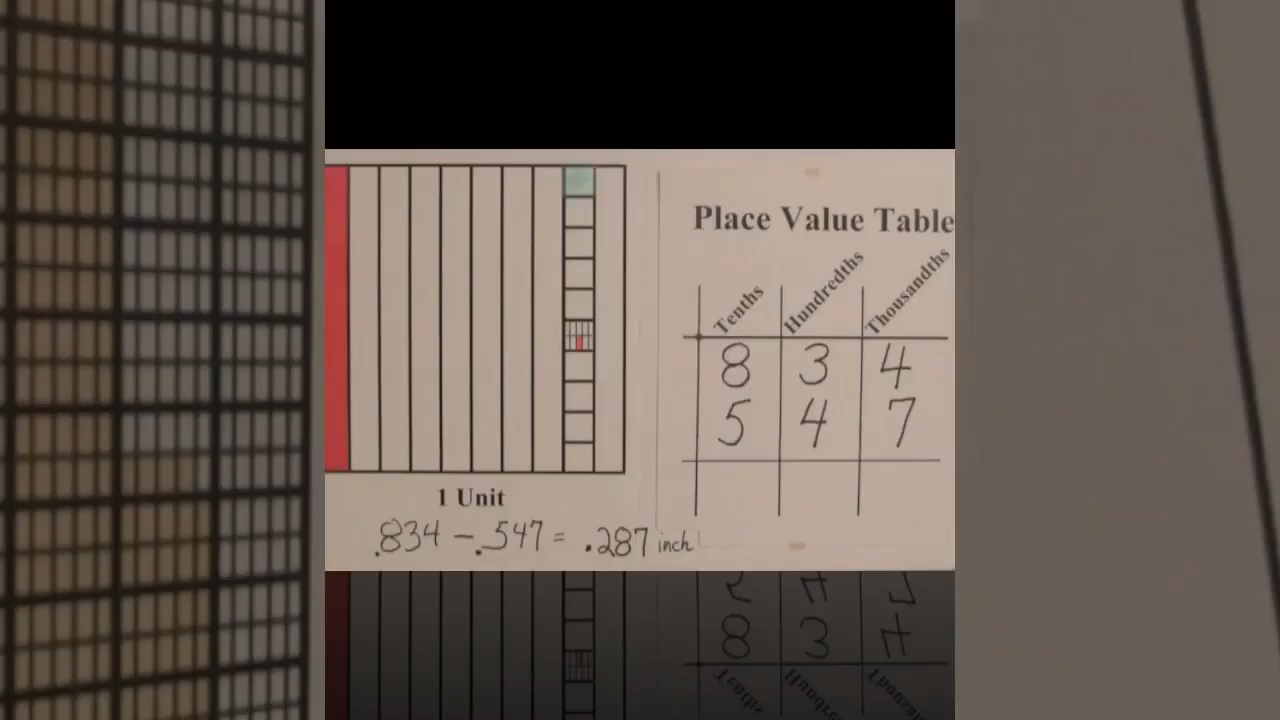 Place Value Table
Tenths Hundredths Thousandths
8 3 4
5 4 7
1 Unit
.834 - .547 = .287 inch